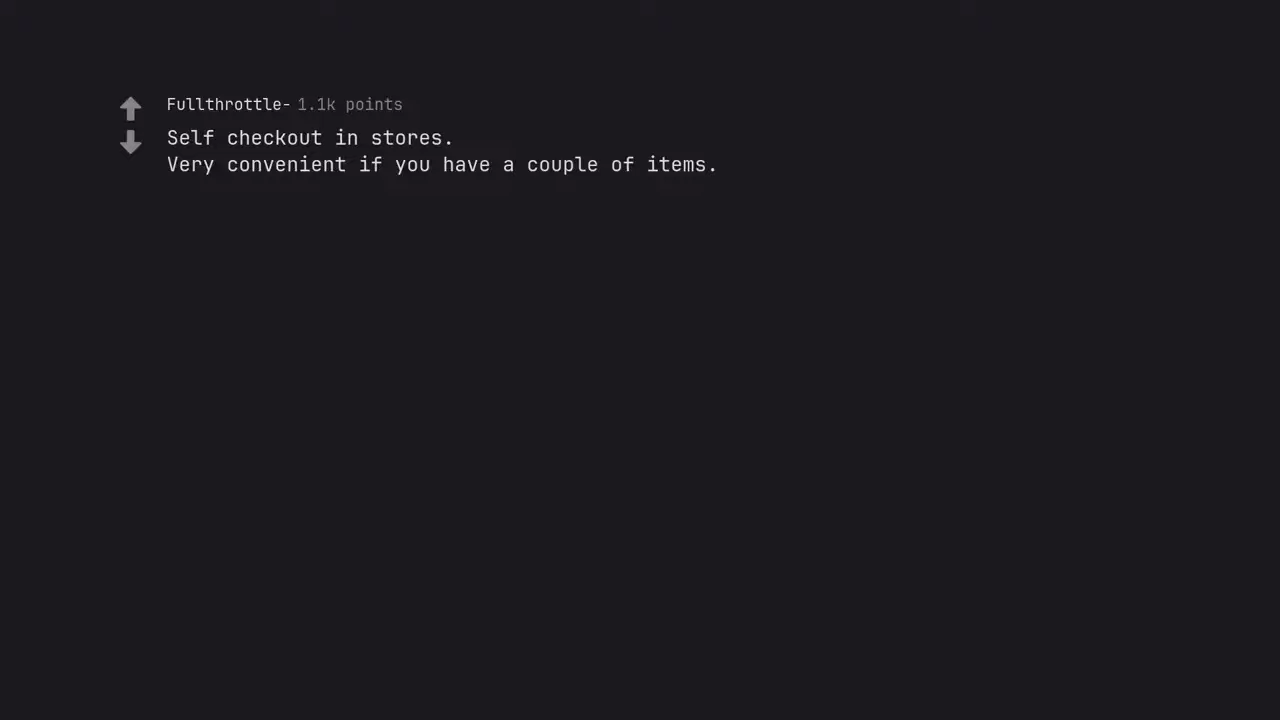 Fullthrottle- 1.1k points
Self checkout in stores.
Very convenient if you have a couple of items.